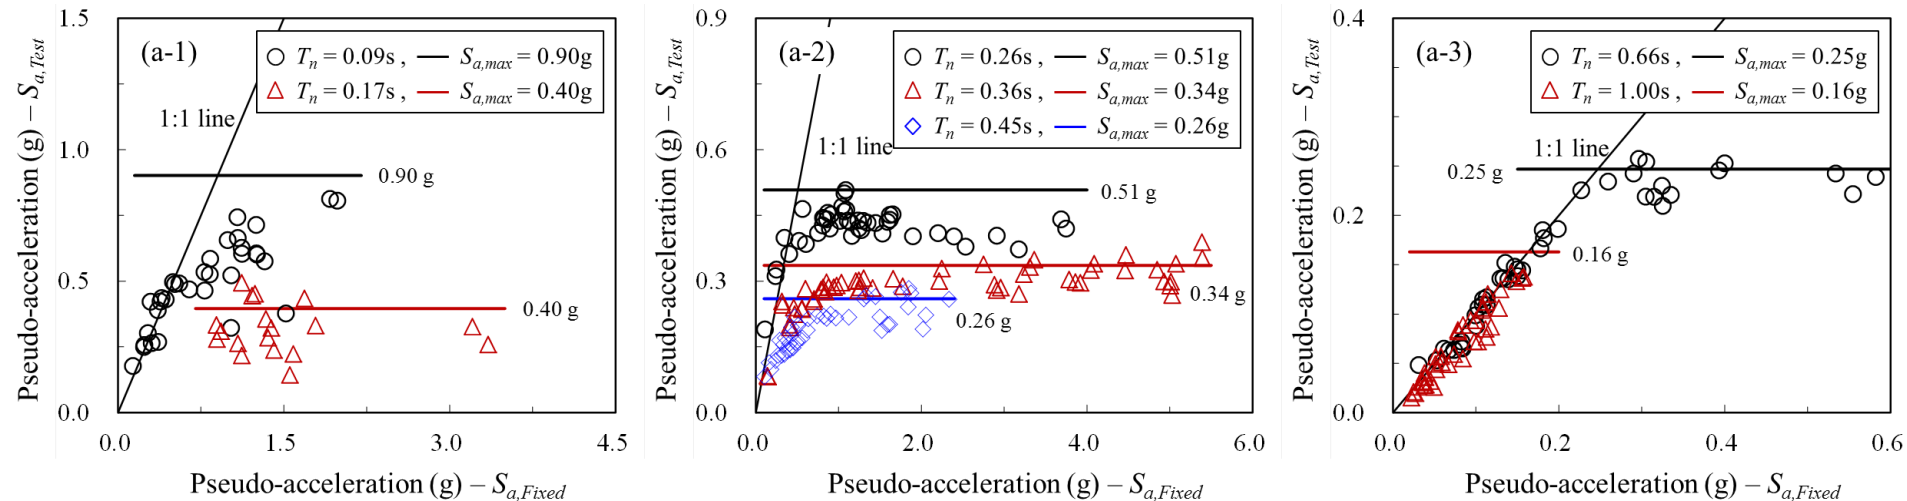 Pseudo-acceleration (g) – Sa,Test
1.5
1.0
0.5
0.0
(a-1)
Tn = 0.09s , Sa,max = 0.90g
Tn = 0.17s , Sa,max = 0.40g
1:1 line
0.90 g
0.40 g
0.0 1.5 3.0 4.5
Pseudo-acceleration (g) – Sa,Fixed
Pseudo-acceleration (g) – Sa,Test
0.9
0.6
0.3
0.0
(a-2)
Tn = 0.26s , Sa,max = 0.51g
Tn = 0.36s , Sa,max = 0.34g
Tn = 0.45s , Sa,max = 0.26g
1:1 line
0.51 g
0.34 g
0.26 g
0.0 2.0 4.0 6.0
Pseudo-acceleration (g) – Sa,Fixed
Pseudo-acceleration (g) – Sa,Test
0.4
0.2
0.0
(a-3)
Tn = 0.66s , Sa,max = 0.25g
Tn = 1.00s , Sa,max = 0.16g
1:1 line
0.25 g
0.16 g
0.0 0.2 0.4 0.6
Pseudo-acceleration (g) – Sa,Fixed